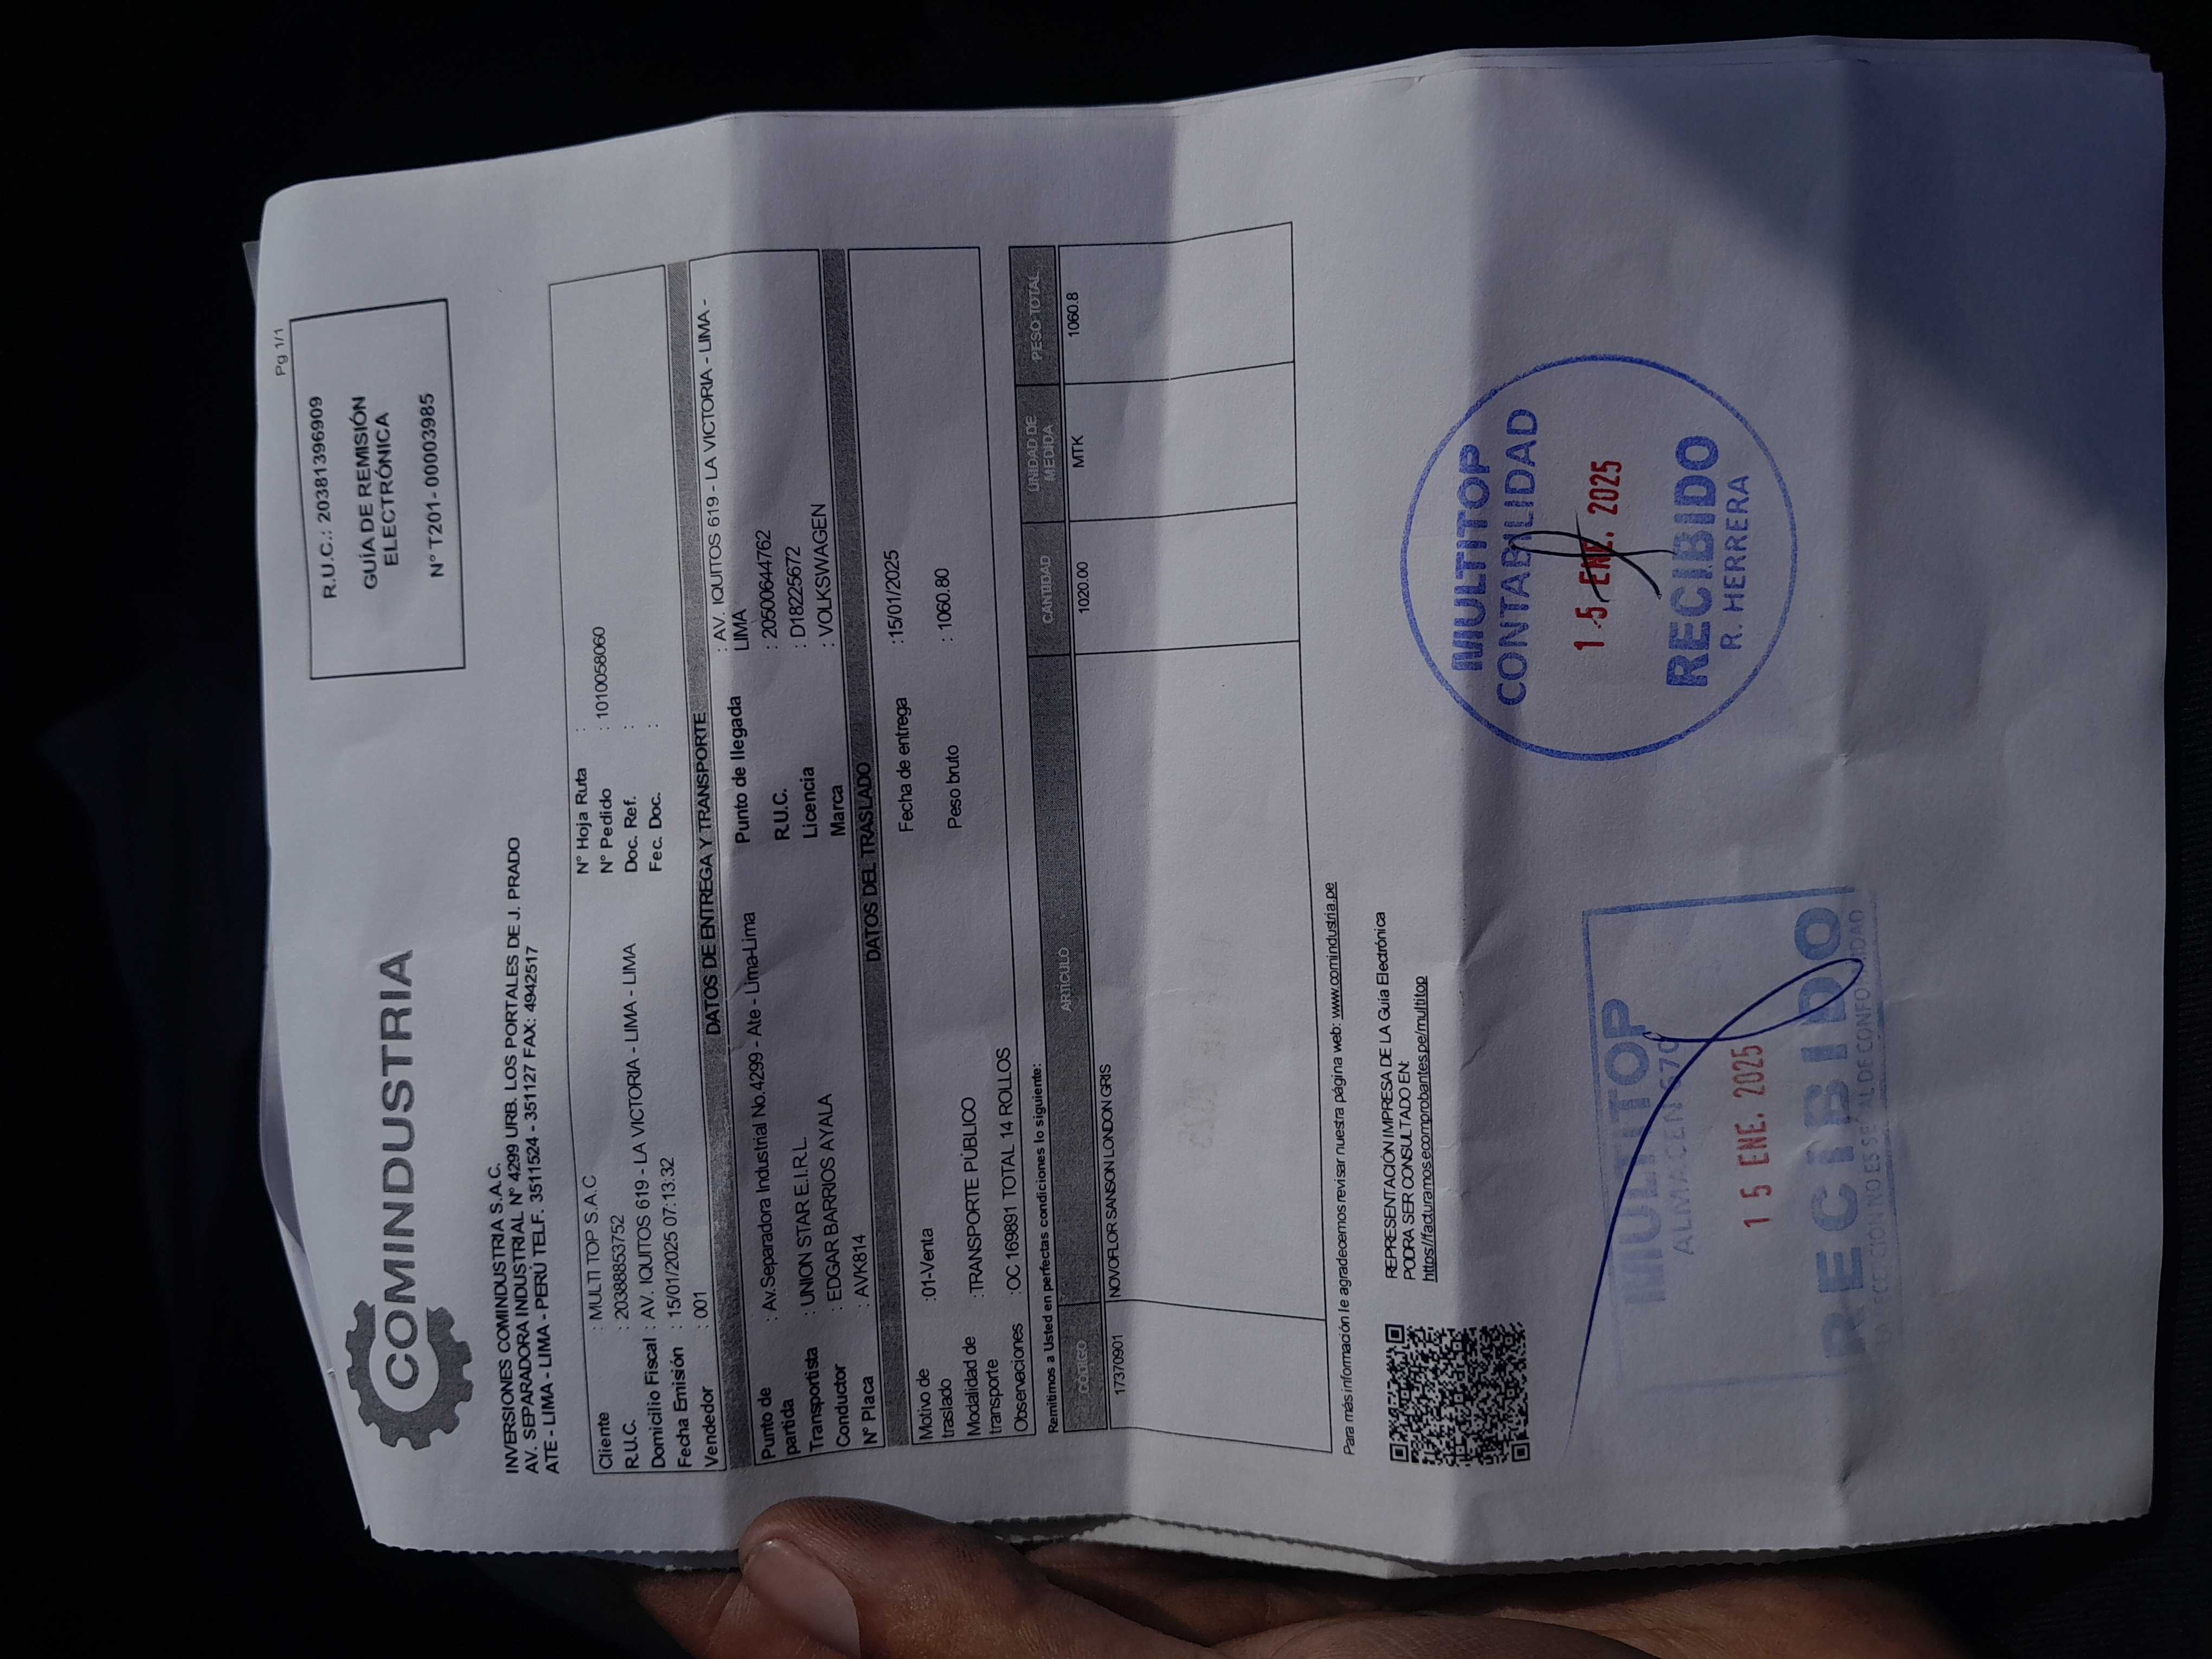 Pg 1/1
COMINDUSTRIA
R.U.C.: 20381396909
GUÍA DE REMISIÓN
ELECTRÓNICA
N° T201- 00003985
INVERSIONES COMINDUSTRIA S.A.C.
AV. SEPARADORA INDUSTRIAL Nº 4299 URB. LOS PORTALES DE J. PRADO
ATE - LIMA - PERÚ TELF. 3511524 - 351127 FAX: 4942517
Cliente : MULTI TOP S.A.C
R.U.C. : 20388853752
Domicilio Fiscal : AV. IQUITOS 619 - LA VICTORIA - LIMA - LIMA
Fecha Emisión : 15/01/2025 07:13:32
Vendedor : 001
N° Hoja Ruta :
N° Pedido : 1010058060
Doc. Ref. :
Fec. Doc. :
DATOS DE ENTREGA Y TRANSPORTE
Punto de partida : Av.Separadora Industrial No.4299 - Ate - Lima-Lima
Transportista : UNION STAR E.I.R.L.
Conductor : EDGAR BARRIOS AYALA
N° Placa : AVK814
Punto de llegada : AV. IQUITOS 619 - LA VICTORIA - LIMA -
LIMA
R.U.C. : 20500644762
Licencia : D18225672
Marca : VOLKSWAGEN
DATOS DEL TRASLADO
Motivo de traslado :01-Venta
Fecha de entrega :15/01/2025
Modalidad de transporte :TRANSPORTE PÚBLICO
Peso bruto : 1060.80
Observaciones :OC 169891 TOTAL 14 ROLLOS
Remitimos a Usted en perfectas condiciones lo siguiente:
CÓDIGO ARTÍCULO CANTIDAD UNIDAD DE MEDIDA PESO TOTAL
17370901 NOVOFLOR SANSON LONDON GRIS 1020.00 MTK 1060.8
Para más información le agradecemos revisar nuestra página web: www.comindustria.pe
REPRESENTACIÓN IMPRESA DE LA Guía Electrónica
PODRA SER CONSULTADO EN:
https://facturamos.ecomprobantes.pe/multitop
MULTITOP
ALMACEN
15 ENE. 2025
RECIBIDO
NO ES SEÑAL DE CONFORMIDAD
MULTITOP
CONTABILIDAD
15 ENE. 2025
RECIBIDO
R. HERRERA